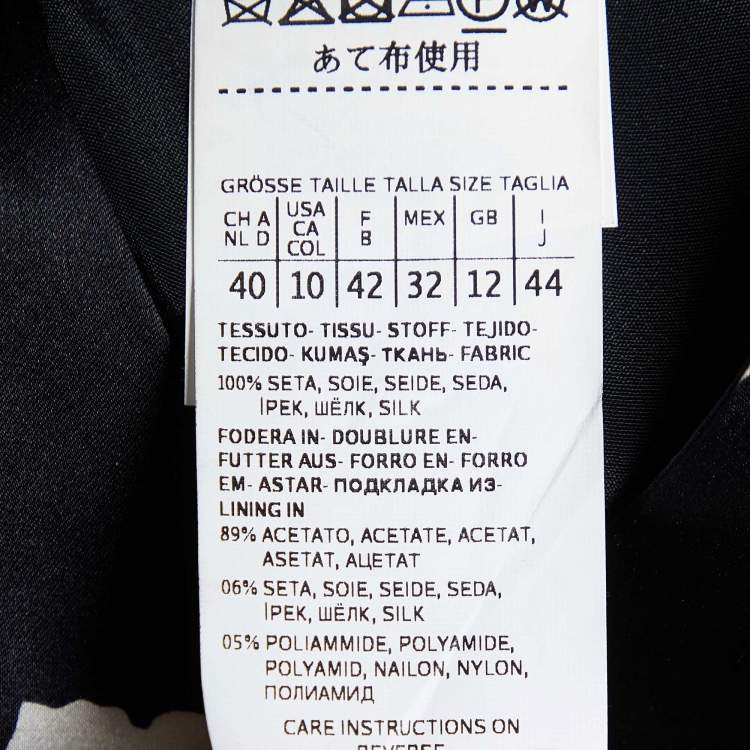 あて布使用
GRÖSSE TAILLE TALLA SIZE TAGLIA
CH A NL D USA CA COL F B MEX GB I J
40 10 42 32 12 44
TESSUTO- TISSU- STOFF- TEJIDO-
TECIDO- KUMAŞ- ТКАНЬ- FABRIC
100% SETA, SOIE, SEIDE, SEDA,
İPEK, ШЁЛК, SILK
FODERA IN- DOUBLURE EN-
FUTTER AUS- FORRO EN- FORRO
EM- ASTAR- ПОДКЛАДКА ИЗ-
LINING IN
89% ACETATO, ACETATE, ACETAT,
ASETAT, АЦЕТАТ
06% SETA, SOIE, SEIDE, SEDA,
İPEK, ШЁЛК, SILK
05% POLIAMMIDE, POLYAMIDE,
POLYAMID, NAILON, NYLON,
ПОЛИАМИД
CARE INSTRUCTIONS ON
REVERSE